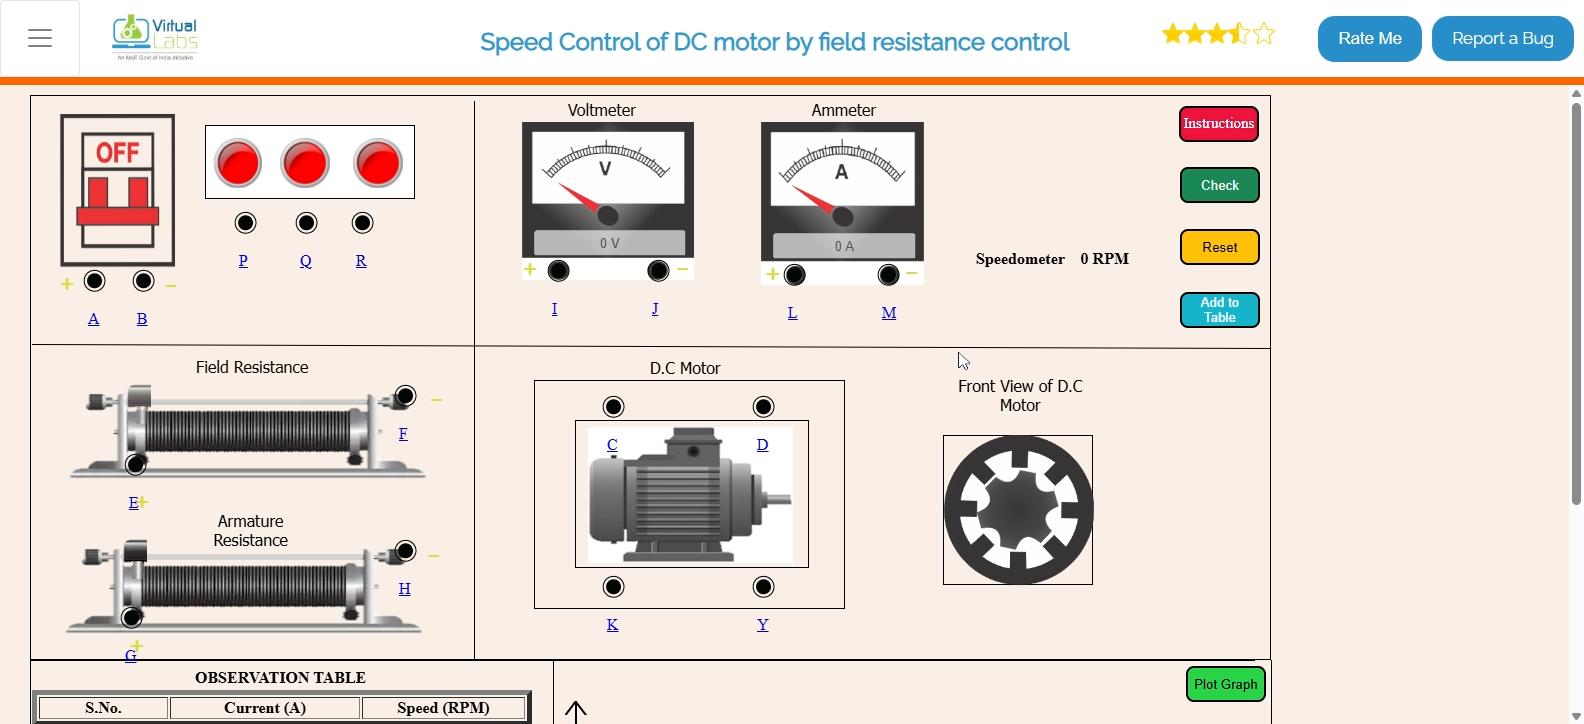 Virtual
Labs
An MoE Govt of India Initiative
Speed Control of DC motor by field resistance control
Rate Me
Report a Bug
OFF
+
−
A
B
P
Q
R
Voltmeter
V
0 V
+
−
I
J
Ammeter
A
0 A
+
−
L
M
Speedometer 0 RPM
Instructions
Check
Reset
Add to
Table
Field Resistance
−
F
E+
Armature
Resistance
−
H
+
G
D.C Motor
C
D
K
Y
Front View of D.C
Motor
OBSERVATION TABLE
S.No. Current (A) Speed (RPM)
Plot Graph